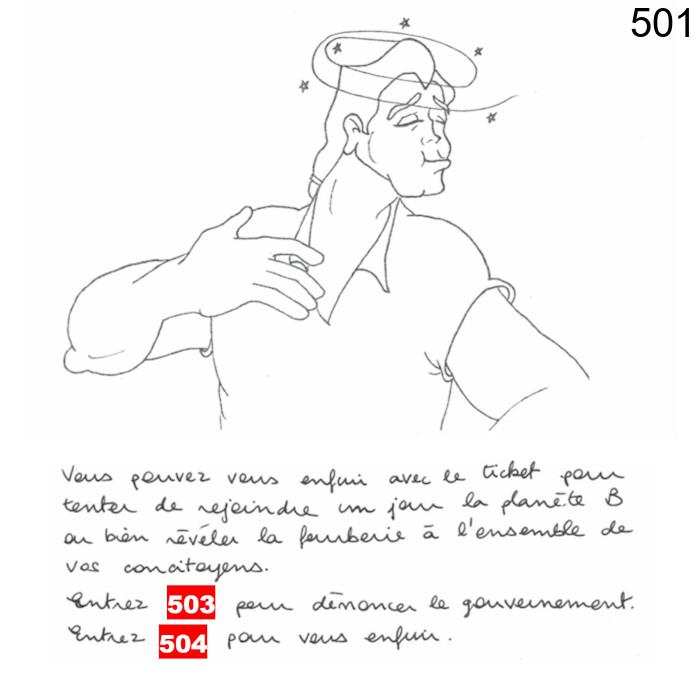 501
Vous pouvez vous enfuir avec le ticket pour
tenter de rejoindre un jour la planète B
ou bien révéler la fourberie à l'ensemble de
vos concitoyens.
Entrez 503 pour dénoncer le gouvernement.
Entrez 504 pour vous enfuir.